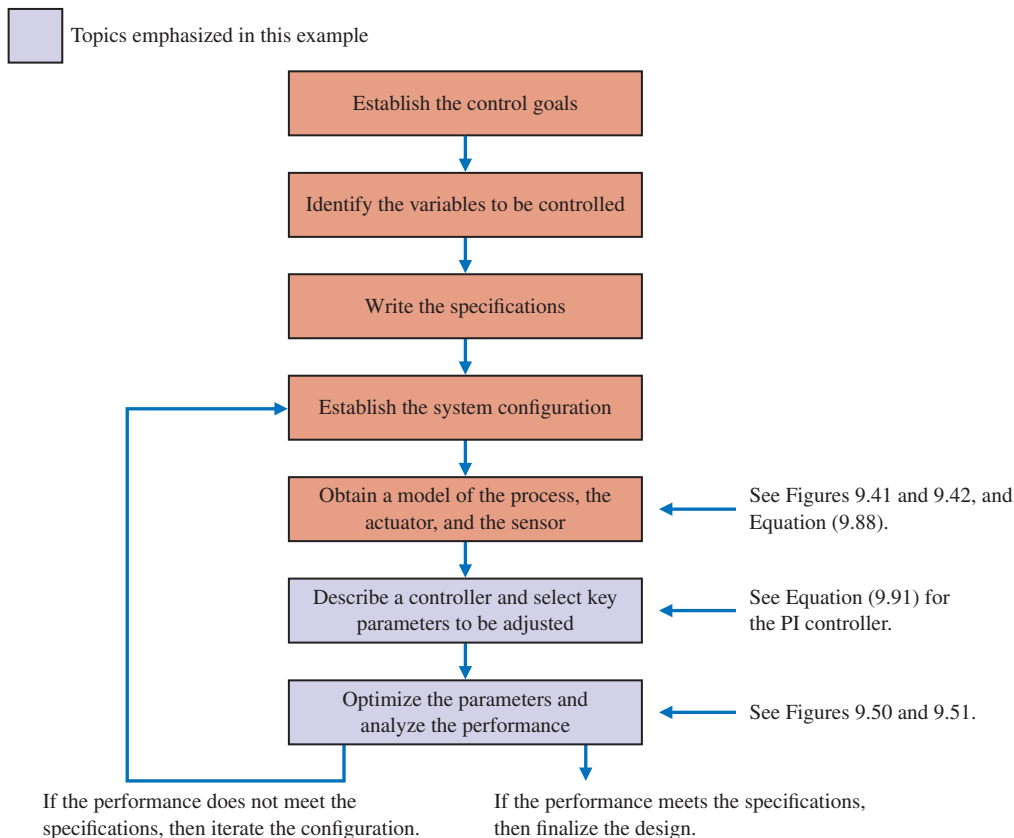 Topics emphasized in this example
Establish the control goals
Identify the variables to be controlled
Write the specifications
Establish the system configuration
Obtain a model of the process, the
actuator, and the sensor
See Figures 9.41 and 9.42, and
Equation (9.88).
Describe a controller and select key
parameters to be adjusted
See Equation (9.91) for
the PI controller.
Optimize the parameters and
analyze the performance
See Figures 9.50 and 9.51.
If the performance does not meet the
specifications, then iterate the configuration.
If the performance meets the specifications,
then finalize the design.